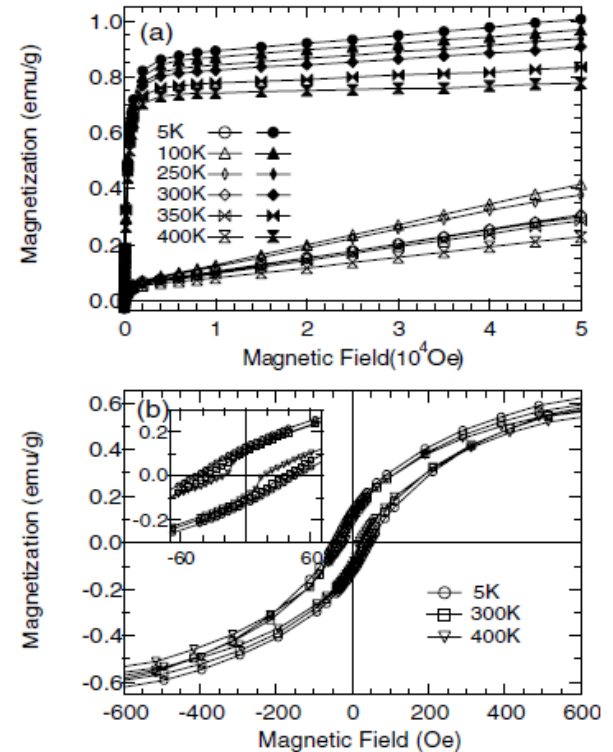 (a)
1.0
0.8
0.6
0.4
0.2
0.0
Magnetization (emu/g)
5K
100K
250K
300K
350K
400K
0 1 2 3 4 5
Magnetic Field(10⁴Oe)
(b)
0.6
0.4
0.2
0.0
-0.2
-0.4
-0.6
Magnetization (emu/g)
0.2
0.0
-0.2
-60 60
5K
300K
400K
-600 -400 -200 0 200 400 600
Magnetic Field (Oe)